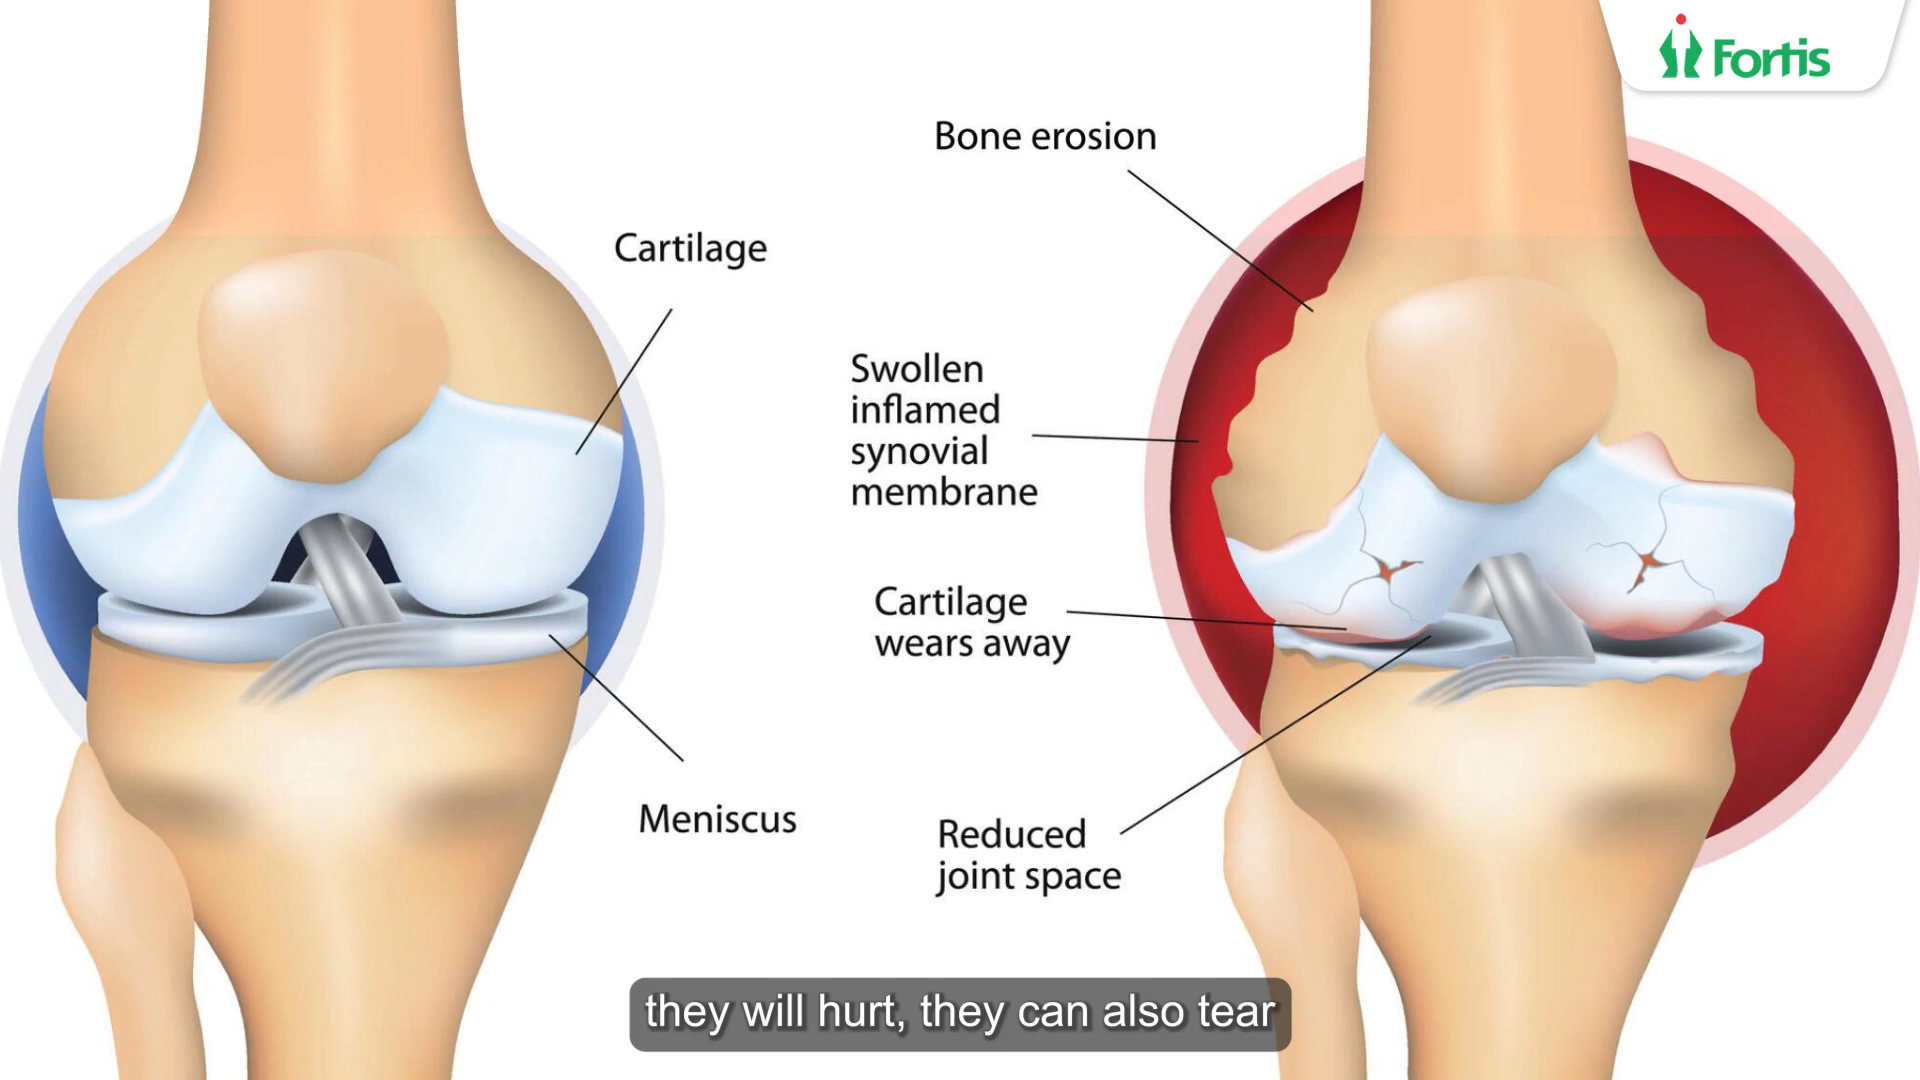 Fortis
Bone erosion
Cartilage
Swollen
inflamed
synovial
membrane
Cartilage
wears away
Meniscus
Reduced
joint space
they will hurt, they can also tear